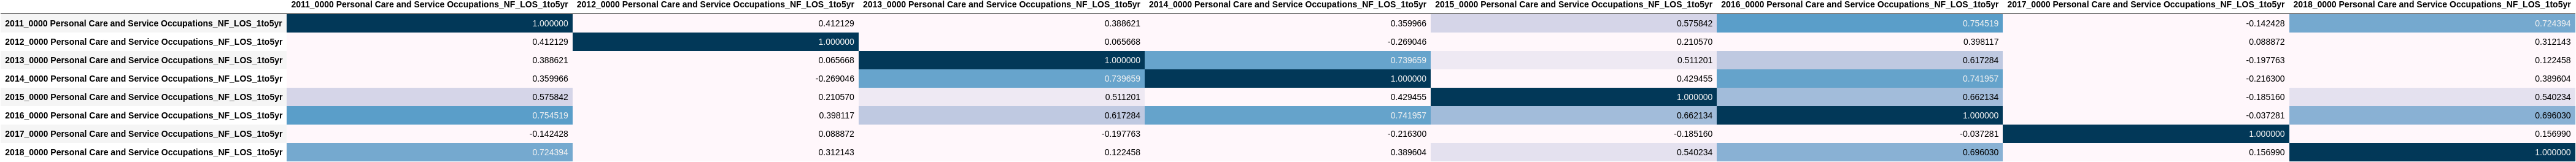 2011_0000 Personal Care and Service Occupations_NF_LOS_1to5yr 2012_0000 Personal Care and Service Occupations_NF_LOS_1to5yr 2013_0000 Personal Care and Service Occupations_NF_LOS_1to5yr 2014_0000 Personal Care and Service Occupations_NF_LOS_1to5yr 2015_0000 Personal Care and Service Occupations_NF_LOS_1to5yr 2016_0000 Personal Care and Service Occupations_NF_LOS_1to5yr 2017_0000 Personal Care and Service Occupations_NF_LOS_1to5yr 2018_0000 Personal Care and Service Occupations_NF_LOS_1to5yr
2011_0000 Personal Care and Service Occupations_NF_LOS_1to5yr 1.000000 0.412129 0.388621 0.359966 0.575842 0.754519 -0.142428 0.724394
2012_0000 Personal Care and Service Occupations_NF_LOS_1to5yr 0.412129 1.000000 0.065668 -0.269046 0.210570 0.398117 0.088872 0.312143
2013_0000 Personal Care and Service Occupations_NF_LOS_1to5yr 0.388621 0.065668 1.000000 0.739659 0.511201 0.617284 -0.197763 0.122458
2014_0000 Personal Care and Service Occupations_NF_LOS_1to5yr 0.359966 -0.269046 0.739659 1.000000 0.429455 0.741957 -0.216300 0.389604
2015_0000 Personal Care and Service Occupations_NF_LOS_1to5yr 0.575842 0.210570 0.511201 0.429455 1.000000 0.662134 -0.185160 0.540234
2016_0000 Personal Care and Service Occupations_NF_LOS_1to5yr 0.754519 0.398117 0.617284 0.741957 0.662134 1.000000 -0.037281 0.696030
2017_0000 Personal Care and Service Occupations_NF_LOS_1to5yr -0.142428 0.088872 -0.197763 -0.216300 -0.185160 -0.037281 1.000000 0.156990
2018_0000 Personal Care and Service Occupations_NF_LOS_1to5yr 0.724394 0.312143 0.122458 0.389604 0.540234 0.696030 0.156990 1.000000